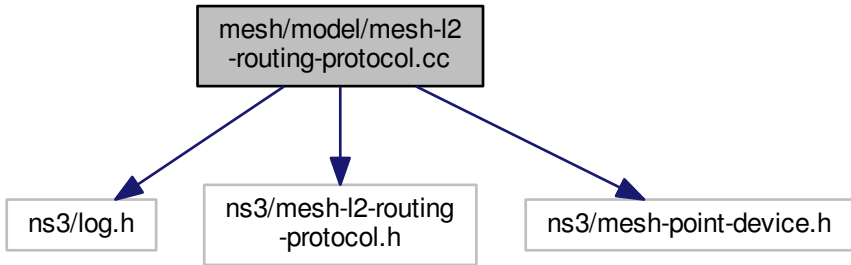 mesh/model/mesh-l2
-routing-protocol.cc
ns3/log.h
ns3/mesh-l2-routing
-protocol.h
ns3/mesh-point-device.h